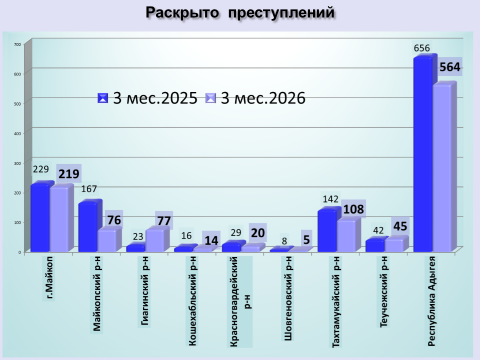 Раскрыто преступлений
700
600
500
400
300
200
100
0
3 мес.2025 3 мес.2026
229 219
167 76
23 77
16 14
29 20
8 5
142 108
42 45
656 564
г.Майкоп
Майкопский р-н
Гиагинский р-н
Кошехабльский р-н
Красногвардейский
р-н
Шовгеновский р-н
Тахтамукайский р-н
Теучежский р-н
Республика Адыгея